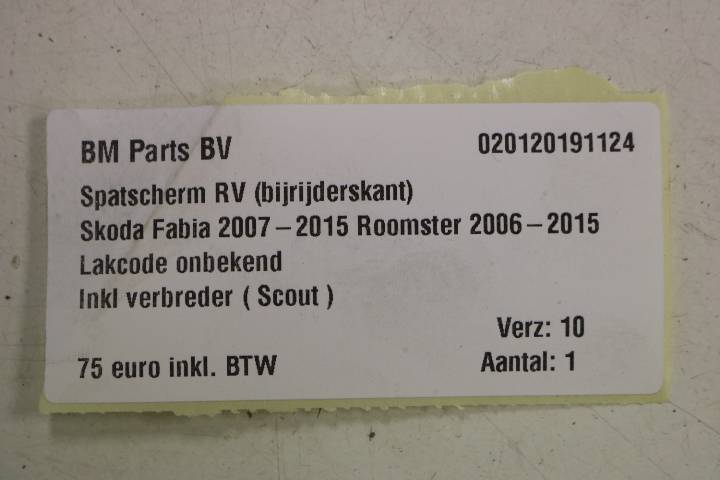 BM Parts BV 020120191124
Spatscherm RV (bijrijderskant)
Skoda Fabia 2007-2015 Roomster 2006-2015
Lakcode onbekend
Inkl verbreder ( Scout )
Verz: 10
75 euro inkl. BTW Aantal: 1